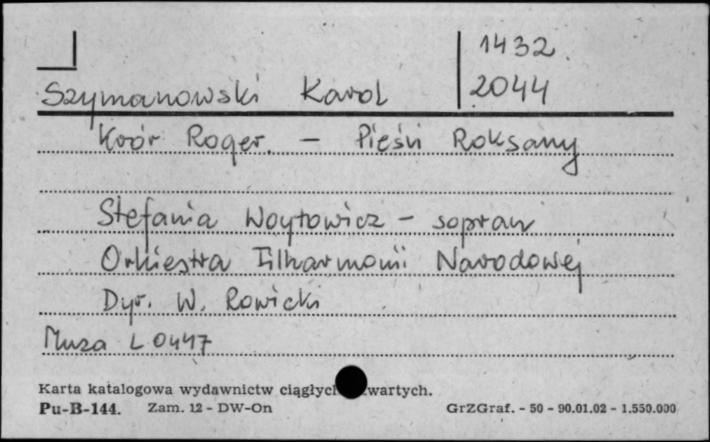 1432
Szymanowski Karol 2044
Król Roger. - Pieśń Roksany
Stefania Woytowicz - sopran
Orkiestra Filharmonii Narodowej
Dyr. W. Rowicki
Muza L 0447
Karta katalogowa wydawnictw ciągłych wartych.
Pu-B-144. Zam. 12 - DW-On GrZGraf. - 50 - 90.01.02 - 1.550.000